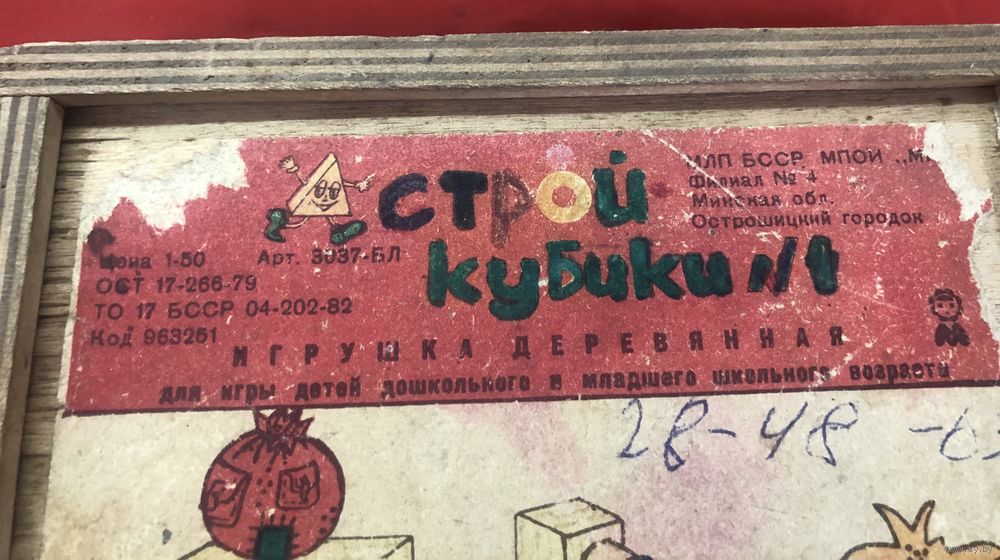 СТРОЙ
кубики №1
МЛП БССР МПОИ „М
Филиал № 4
Минская обл.
Острошицкий городок
Цена 1-50 Арт. 3037-БЛ
ОСТ 17-266-79
ТО 17 БССР 04-202-82
Код 963251
ИГРУШКА ДЕРЕВЯННАЯ
для игры детей дошкольного и младшего школьного возраста
28-48